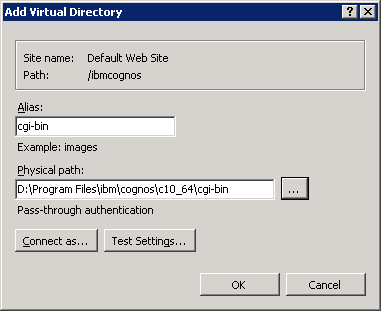 Add Virtual Directory
Site name: Default Web Site
Path: /ibmcognos
Alias:
cgi-bin
Example: images
Physical path:
D:\Program Files\ibm\cognos\c10_64\cgi-bin
...
Pass-through authentication
Connect as...
Test Settings...
OK
Cancel